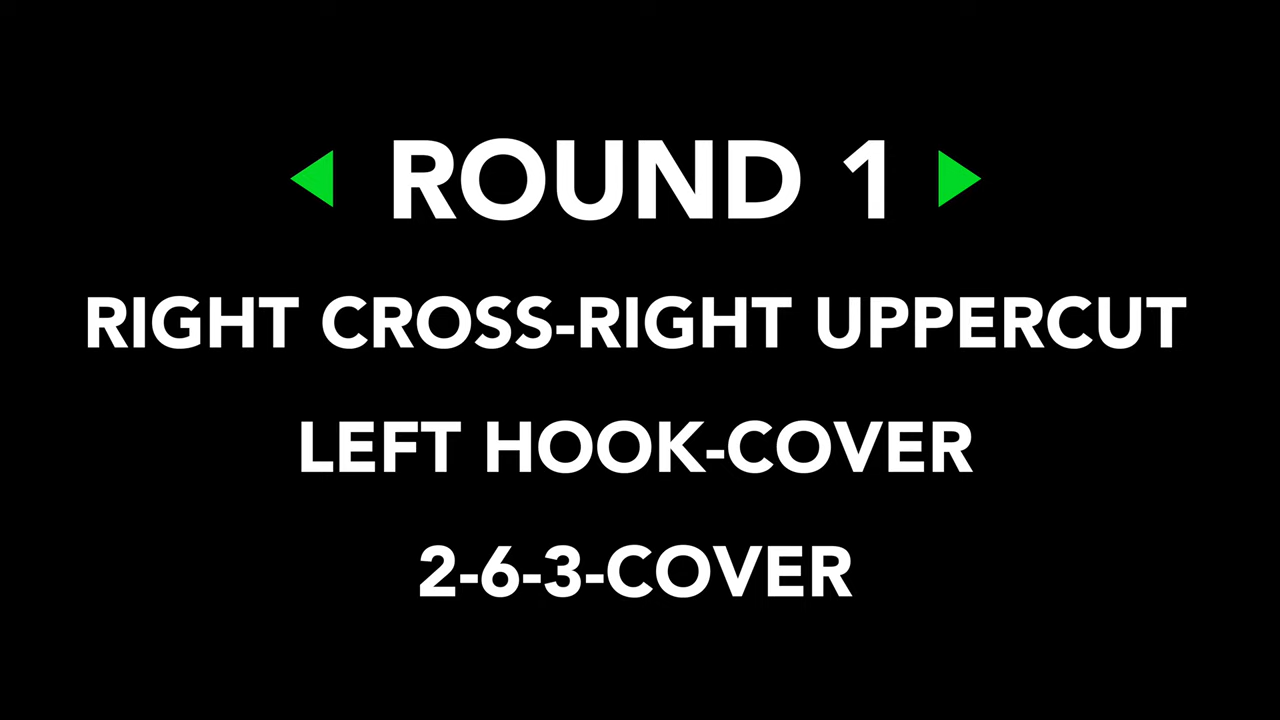 ROUND 1
RIGHT CROSS-RIGHT UPPERCUT
LEFT HOOK-COVER
2-6-3-COVER